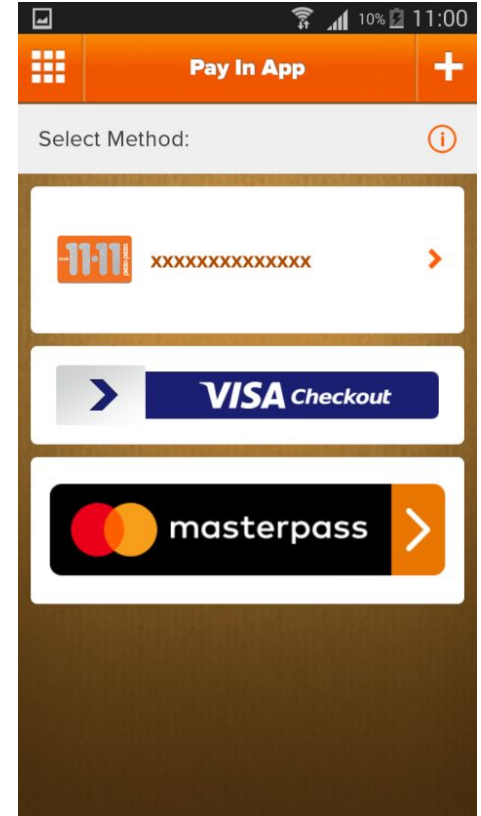 10% 11:00
Pay In App
Select Method:
11·11
xxxxxxxxxxxxxx
VISA Checkout
masterpass